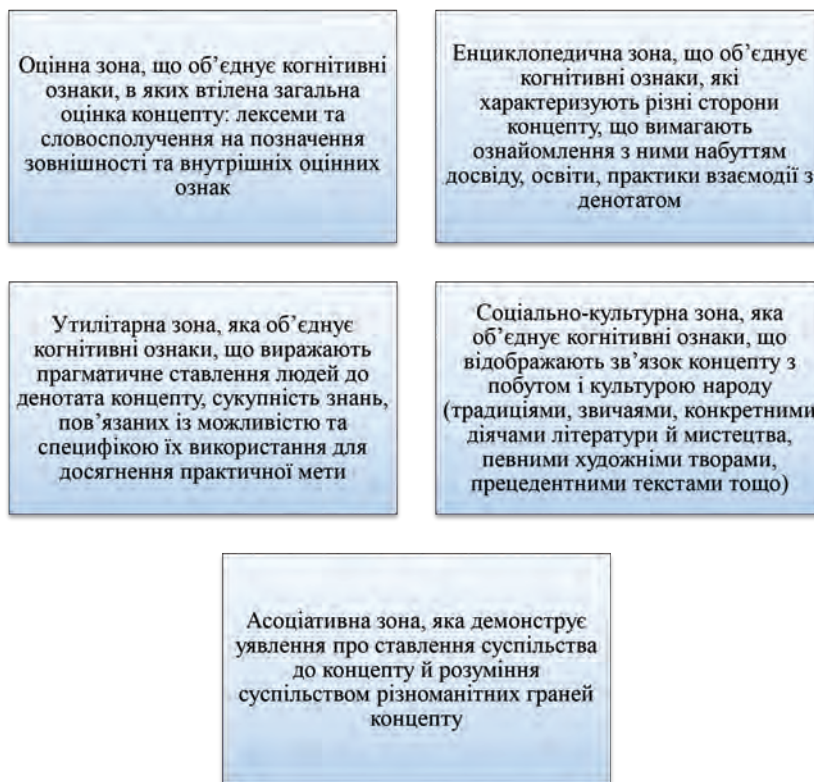 Оцінна зона, що об’єднує когнітивні
ознаки, в яких втілена загальна
оцінка концепту: лексеми та
словосполучення на позначення
зовнішності та внутрішніх оцінних
ознак
Енциклопедична зона, що об’єднує
когнітивні ознаки, які
характеризують різні сторони
концепту, що вимагають
ознайомлення з ними набуттям
досвіду, освіти, практики взаємодії з
денотатом
Утилітарна зона, яка об’єднує
когнітивні ознаки, що виражають
прагматичне ставлення людей до
денотата концепту, сукупність знань,
пов’язаних із можливістю та
специфікою їх використання для
досягнення практичної мети
Соціально-культурна зона, яка
об’єднує когнітивні ознаки, що
відображають зв’язок концепту з
побутом і культурою народу
(традиціями, звичаями, конкретними
діячами літератури й мистецтва,
певними художніми творами,
прецедентними текстами тощо)
Асоціативна зона, яка демонструє
уявлення про ставлення суспільства
до концепту й розуміння
суспільством різноманітних граней
концепту